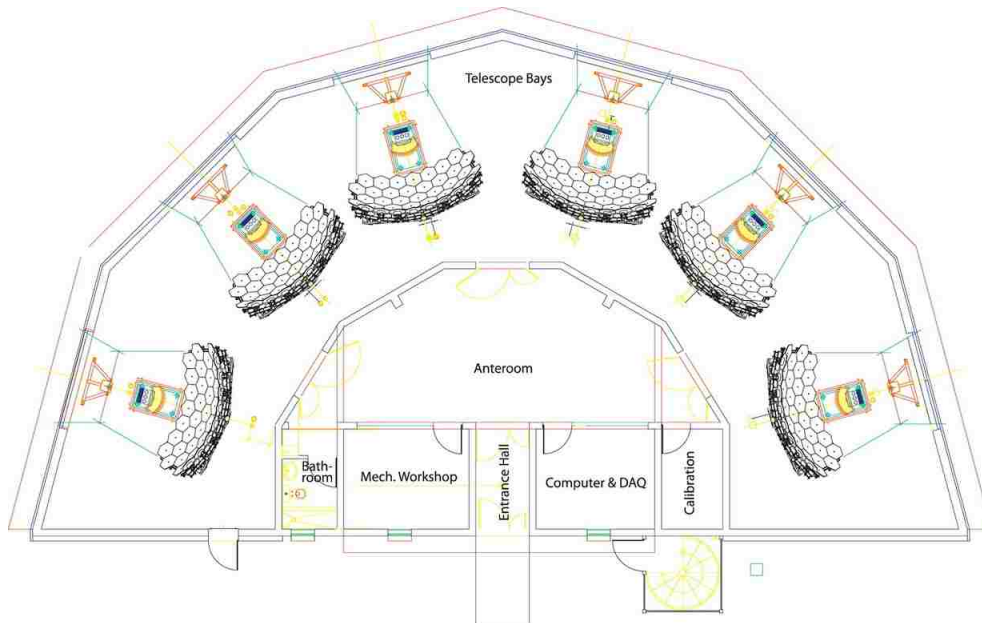 Telescope Bays
Anteroom
Bath-
room
Mech. Workshop
Entrance Hall
Computer & DAQ
Calibration